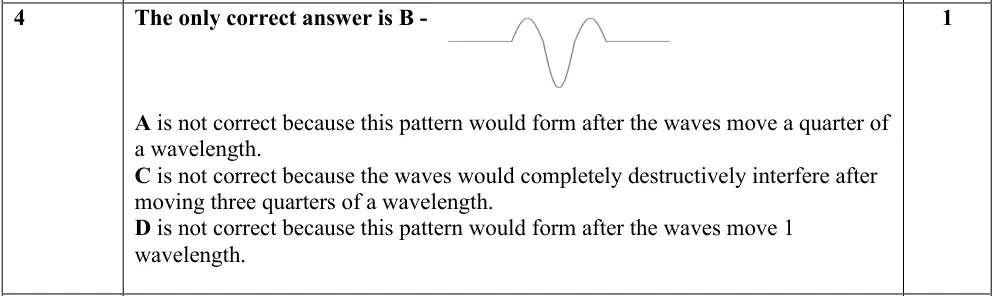 4
The only correct answer is B -
1
A is not correct because this pattern would form after the waves move a quarter of
a wavelength.
C is not correct because the waves would completely destructively interfere after
moving three quarters of a wavelength.
D is not correct because this pattern would form after the waves move 1
wavelength.